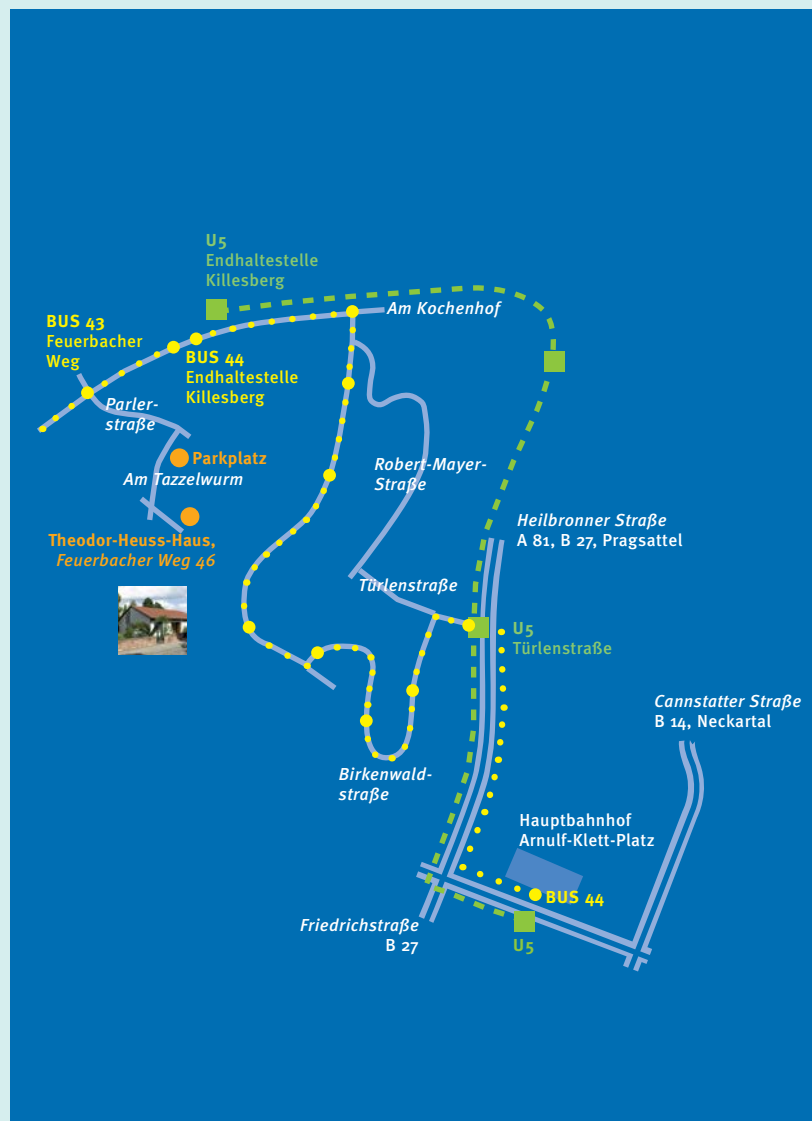 U5
Endhaltestelle
Killesberg
Am Kochenhof
BUS 43
Feuerbacher
Weg
BUS 44
Endhaltestelle
Killesberg
Parler-
straße
Parkplatz
Am Tazzelwurm
Robert-Mayer-
Straße
Heilbronner Straße
A 81, B 27, Pragsattel
Theodor-Heuss-Haus,
Feuerbacher Weg 46
Türlenstraße
U5
Türlenstraße
Cannstatter Straße
B 14, Neckartal
Birkenwald-
straße
Hauptbahnhof
Arnulf-Klett-Platz
BUS 44
Friedrichstraße
B 27
U5